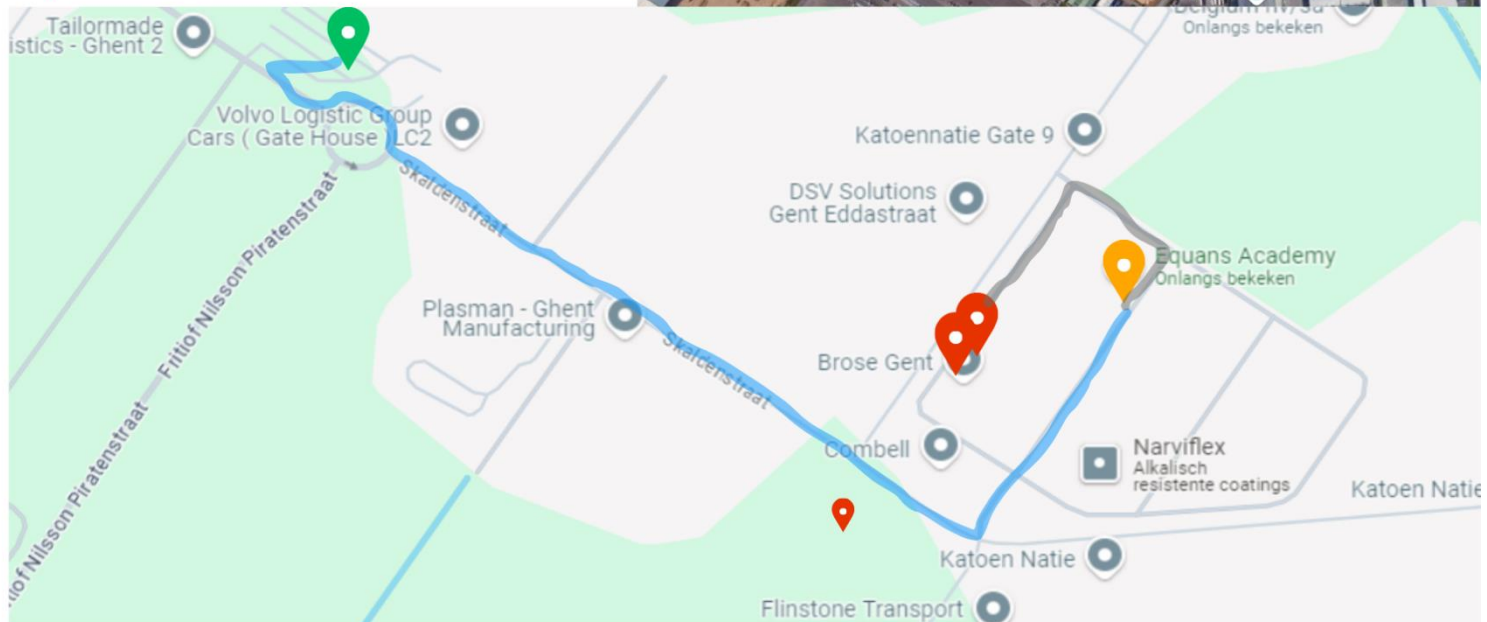 Belgium nv/sa
Onlangs bekeken
Tailormade
istics - Ghent 2
Volvo Logistic Group
Cars ( Gate House LC2
Katoennatie Gate 9
Skaldenstraat
DSV Solutions
Gent Eddastraat
Fritiof Nilsson Piratenstraat
Equans Academy
Onlangs bekeken
Plasman - Ghent
Manufacturing
Skaldenstraat
Brose Gent
Combell
Narviflex
Alkalisch
resistente coatings
Katoen Natie
tiof Nilsson Piratenstraat
Katoen Natie
Flinstone Transport